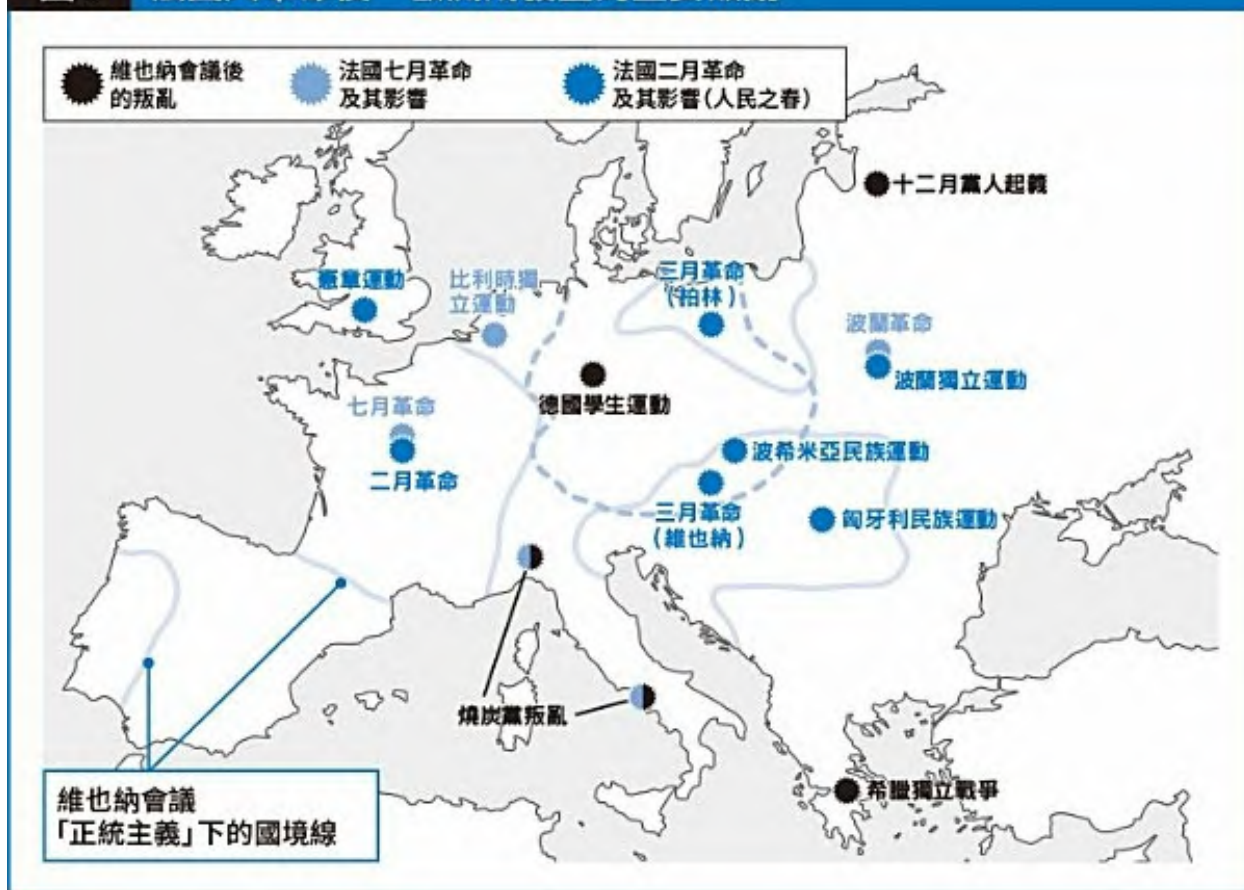 維也納會議後
的叛亂
法國七月革命
及其影響
法國二月革命
及其影響(人民之春)
十二月黨人起義
憲章運動
比利時獨
立運動
三月革命
(柏林)
波蘭革命
波蘭獨立運動
德國學生運動
七月革命
二月革命
波希米亞民族運動
三月革命
(維也納)
匈牙利民族運動
燒炭黨叛亂
希臘獨立戰爭
維也納會議
「正統主義」下的國境線